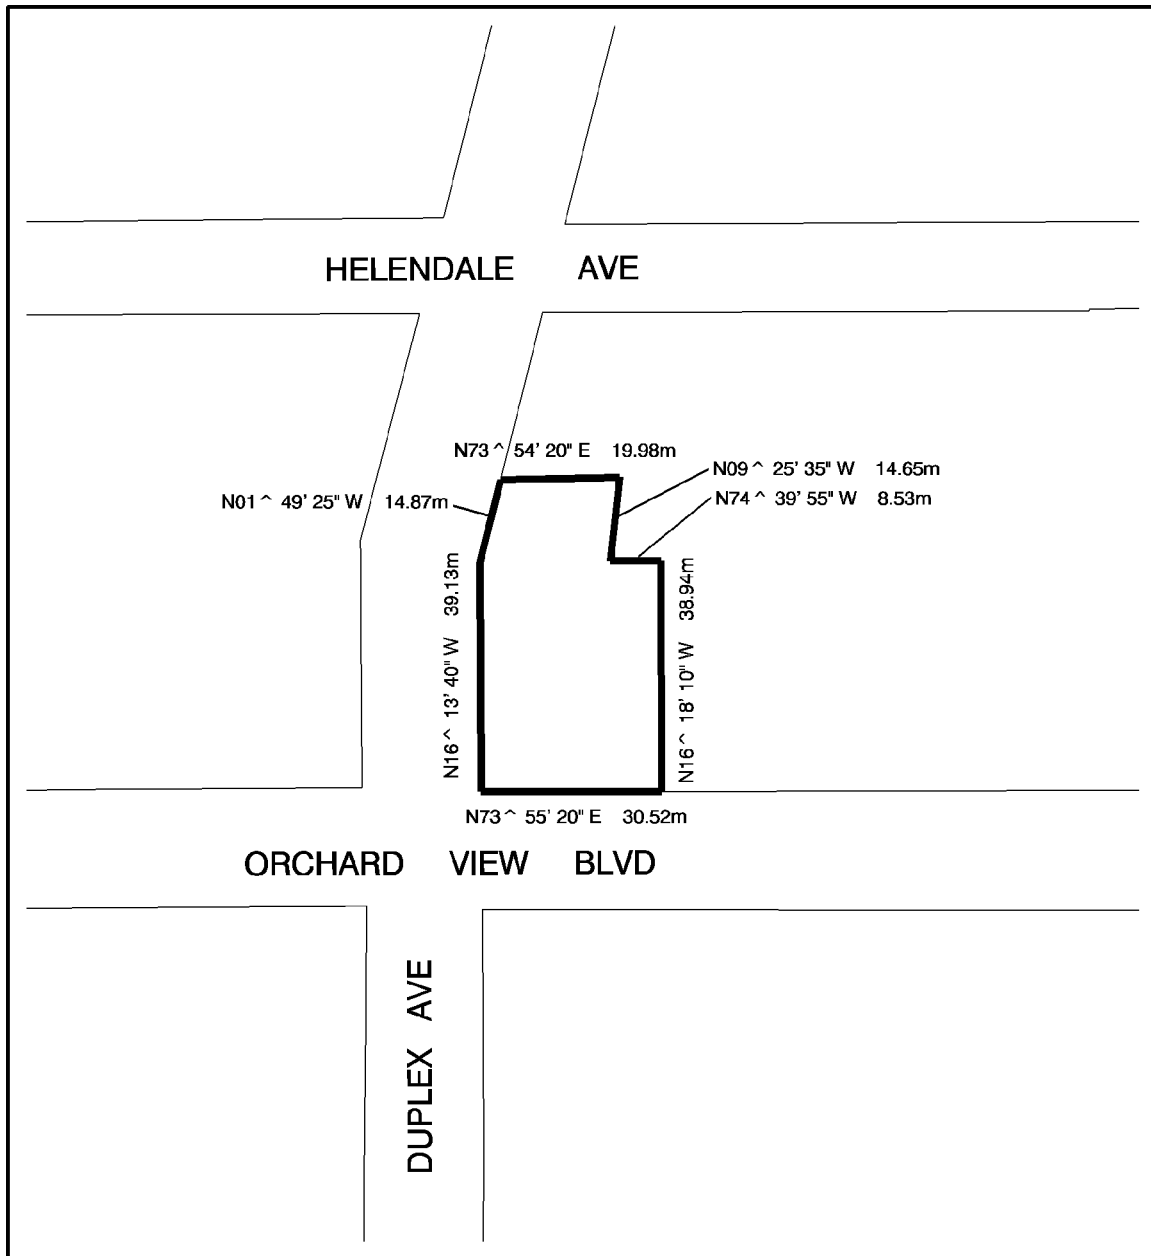 HELENDALE AVE
N73^ 54' 20" E 19.98m
N09^ 25' 35" W 14.65m
N01^ 49' 25" W 14.87m
N74^ 39' 55" W 8.53m
N16^ 13' 40" W 39.13m
N16^ 18' 10" W 38.94m
N73^ 55' 20" E 30.52m
ORCHARD VIEW BLVD
DUPLEX AVE